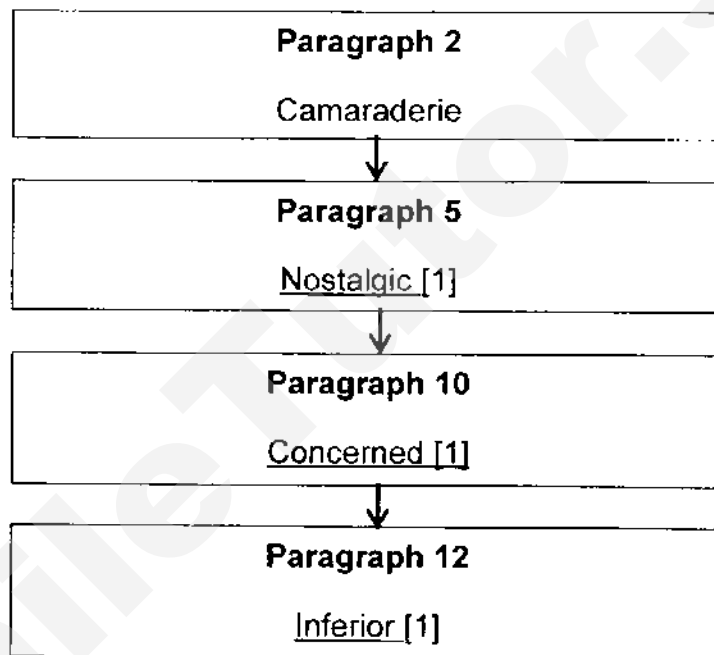 Paragraph 2
Camaraderie
Paragraph 5
Nostalgic [1]
Paragraph 10
Concerned [1]
Paragraph 12
Inferior [1]